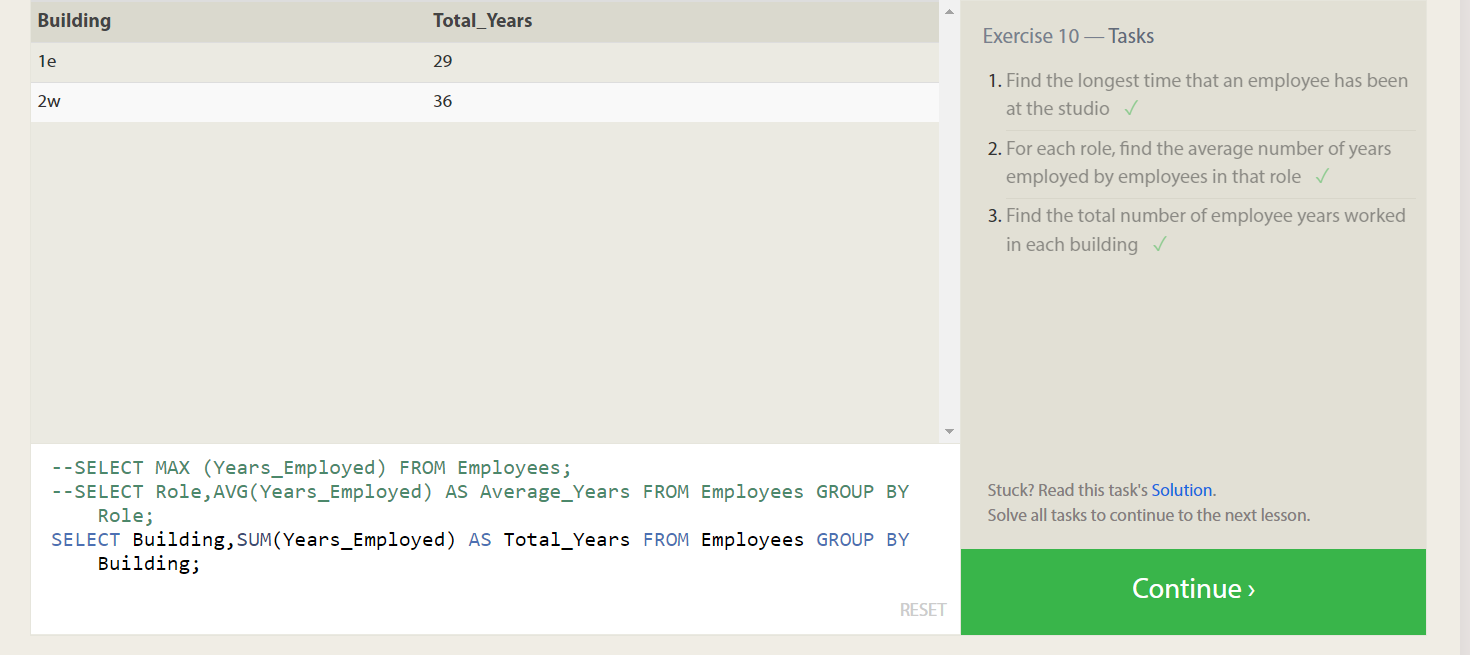 Building Total_Years
1e 29
2w 36
--SELECT MAX (Years_Employed) FROM Employees;
--SELECT Role,AVG(Years_Employed) AS Average_Years FROM Employees GROUP BY
Role;
SELECT Building,SUM(Years_Employed) AS Total_Years FROM Employees GROUP BY
Building;
RESET
Exercise 10 — Tasks
1. Find the longest time that an employee has been
at the studio ✓
2. For each role, find the average number of years
employed by employees in that role ✓
3. Find the total number of employee years worked
in each building ✓
Stuck? Read this task's Solution.
Solve all tasks to continue to the next lesson.
Continue ›